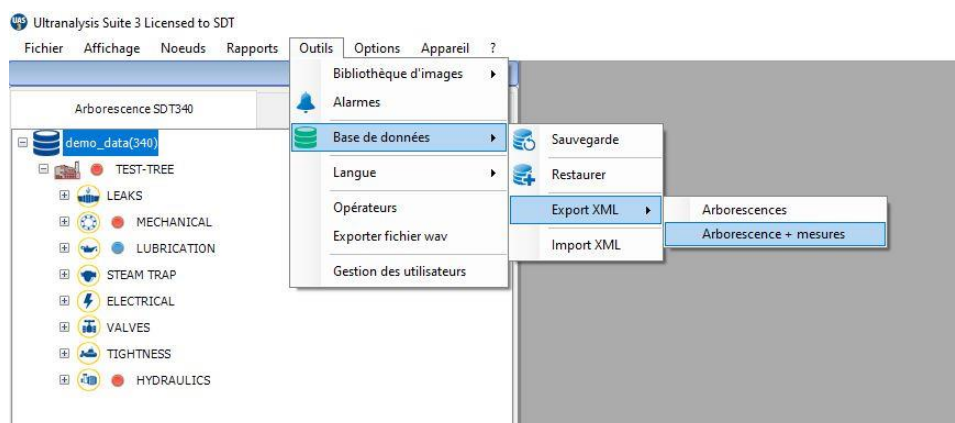 UAS 3 Ultranalysis Suite 3 Licensed to SDT
Fichier Affichage Noeuds Rapports Outils Options Appareil ?
Bibliothèque d'images
Arborescence SDT340
Alarmes
demo_data(340)
Base de données
Sauvegarde
TEST-TREE
Langue
Restaurer
LEAKS
Opérateurs
Export XML
Arborescences
MECHANICAL
Exporter fichier wav
Arborescence + mesures
LUBRICATION
Import XML
Gestion des utilisateurs
STEAM TRAP
ELECTRICAL
VALVES
TIGHTNESS
HYDRAULICS